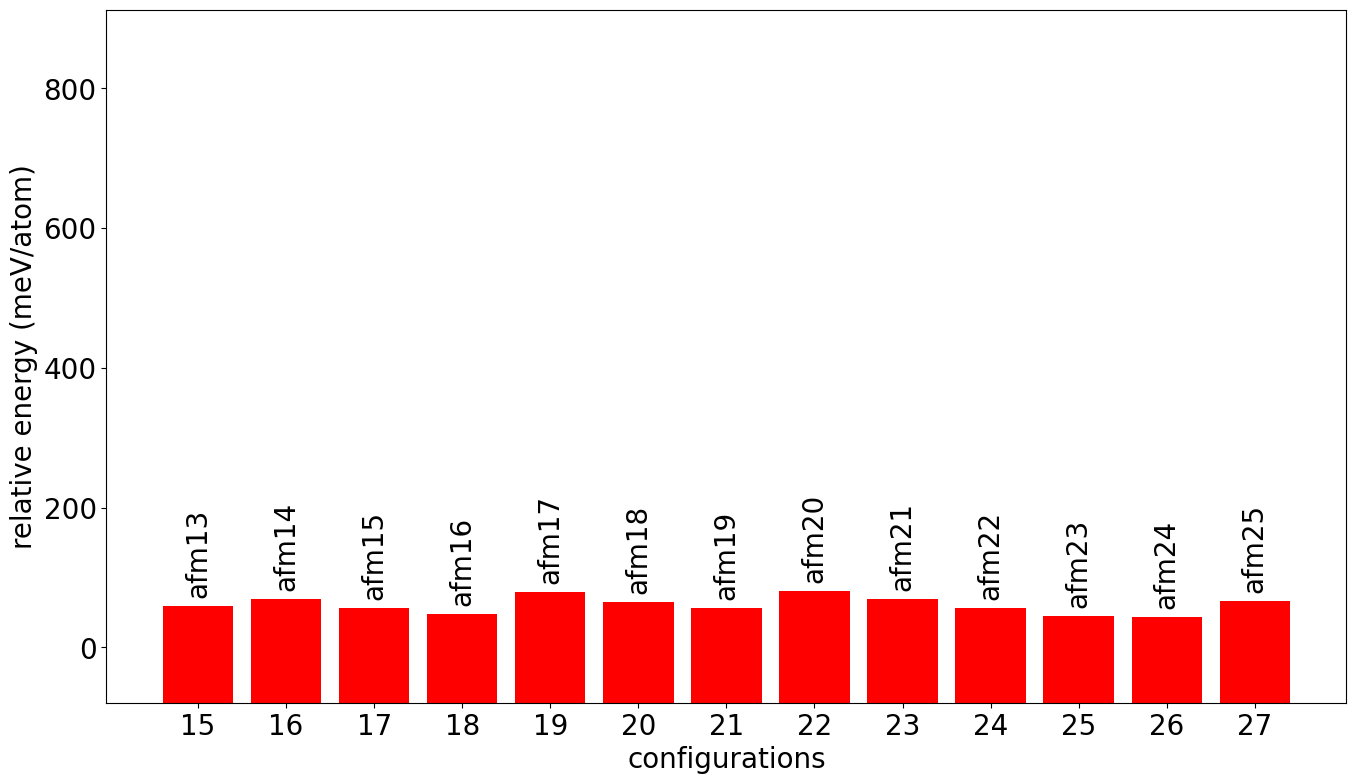 relative energy (meV/atom)
800
600
400
200
0
afm13
afm14
afm15
afm16
afm17
afm18
afm19
afm20
afm21
afm22
afm23
afm24
afm25
15 16 17 18 19 20 21 22 23 24 25 26 27
configurations